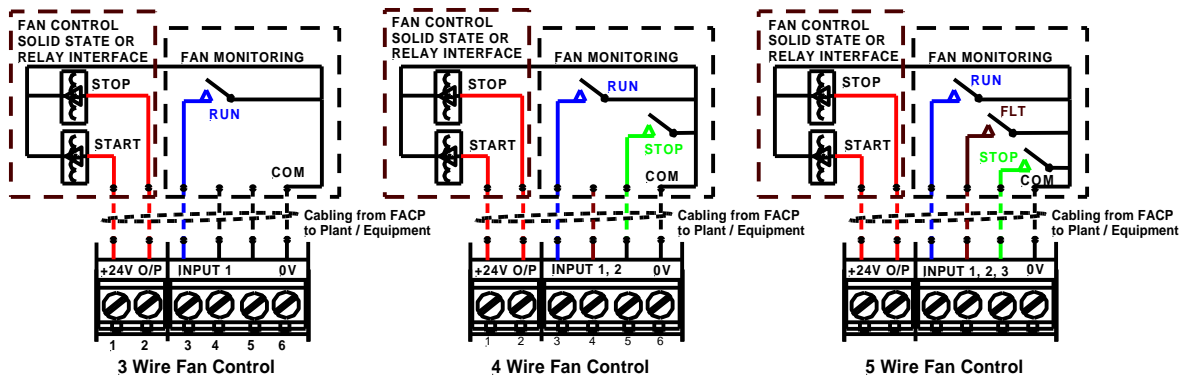 FAN CONTROL
SOLID STATE OR
RELAY INTERFACE
FAN MONITORING
STOP
RUN
START
COM
Cabling from FACP
to Plant / Equipment
+24V O/P INPUT 1 0V
1 2 3 4 5 6
3 Wire Fan Control
FAN CONTROL
SOLID STATE OR
RELAY INTERFACE
FAN MONITORING
STOP
RUN
START
STOP
COM
Cabling from FACP
to Plant / Equipment
+24V O/P INPUT 1, 2 0V
1 2 3 4 5 6
4 Wire Fan Control
FAN CONTROL
SOLID STATE OR
RELAY INTERFACE
FAN MONITORING
STOP
RUN
FLT
START
STOP
COM
Cabling from FACP
to Plant / Equipment
+24V O/P INPUT 1, 2, 3 0V
5 Wire Fan Control